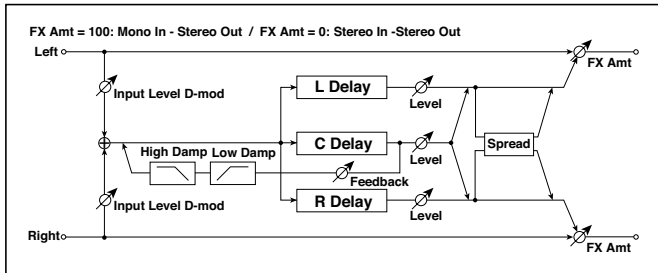 FX Amt = 100: Mono In - Stereo Out / FX Amt = 0: Stereo In -Stereo Out
Left
FX Amt
L Delay
Input Level D-mod
Level
C Delay
High Damp
Low Damp
Level
Spread
Feedback
R Delay
Input Level D-mod
Level
Right
FX Amt